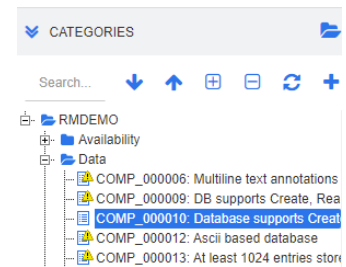 CATEGORIES
Search...
RMDEMO
Availability
Data
COMP_000006: Multiline text annotations
COMP_000009: DB supports Create, Rea
COMP_000010: Database supports Creat
COMP_000012: Ascii based database
COMP_000013: At least 1024 entries store